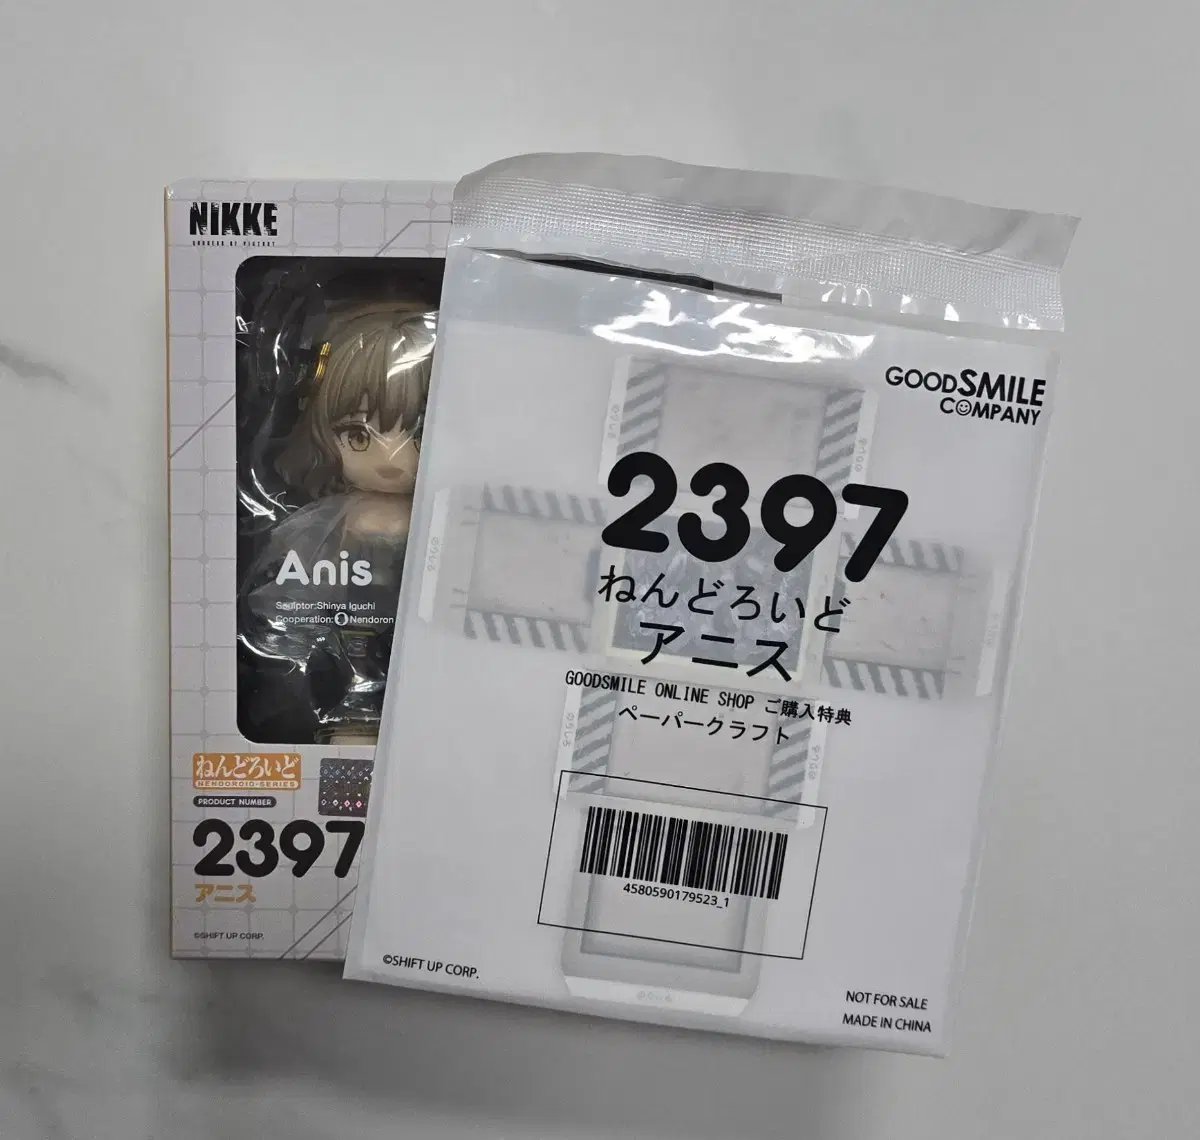 NIKKE
GODDESS OF VICTORY
Anis
Sculptor:Shinya Iguchi
Cooperation: Nendoron
ねんどろいど
NENDOROID-SERIES
PRODUCT NUMBER
2397
アニス
©SHIFT UP CORP.
GOOD SMILE
COMPANY
2397
ねんどろいど
アニス
GOODSMILE ONLINE SHOP ご購入特典
ペーパークラフト
4580590179523_1
©SHIFT UP CORP.
NOT FOR SALE
MADE IN CHINA